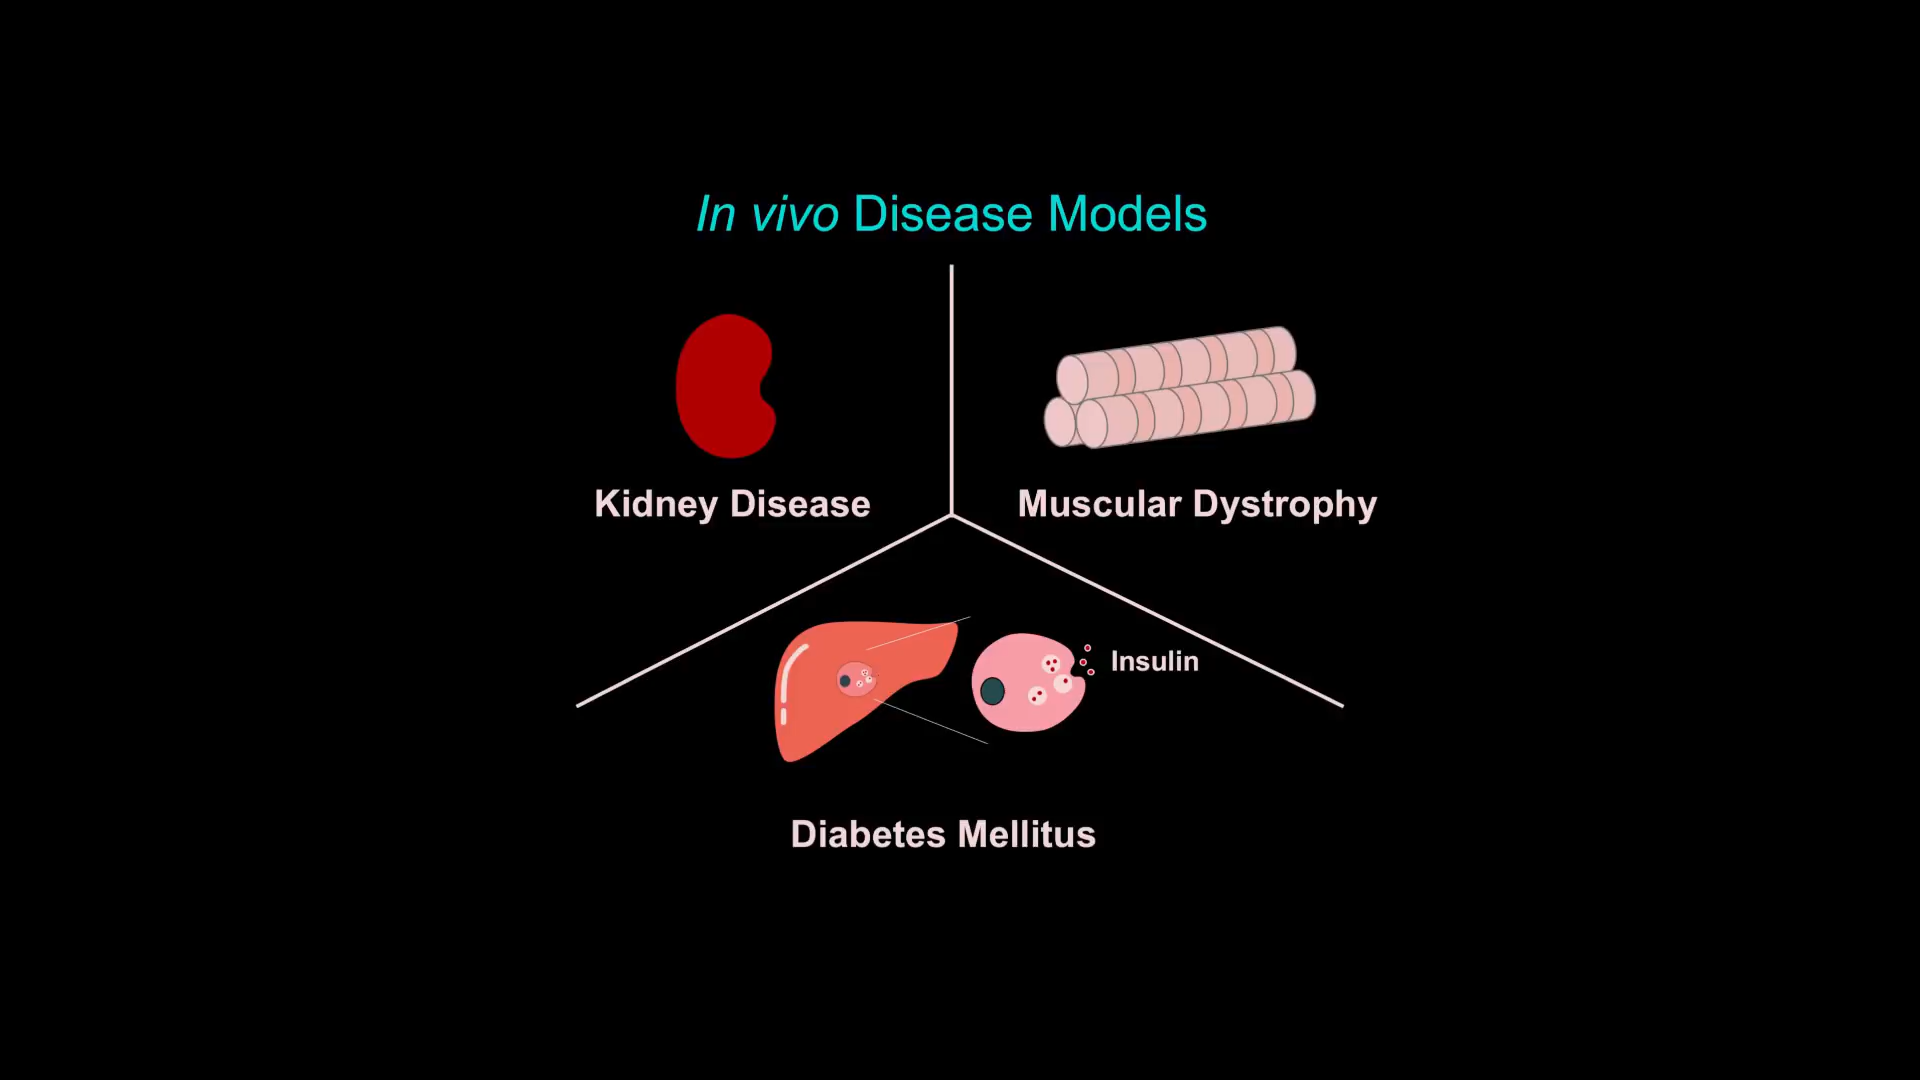 In vivo Disease Models
Kidney Disease
Muscular Dystrophy
Insulin
Diabetes Mellitus